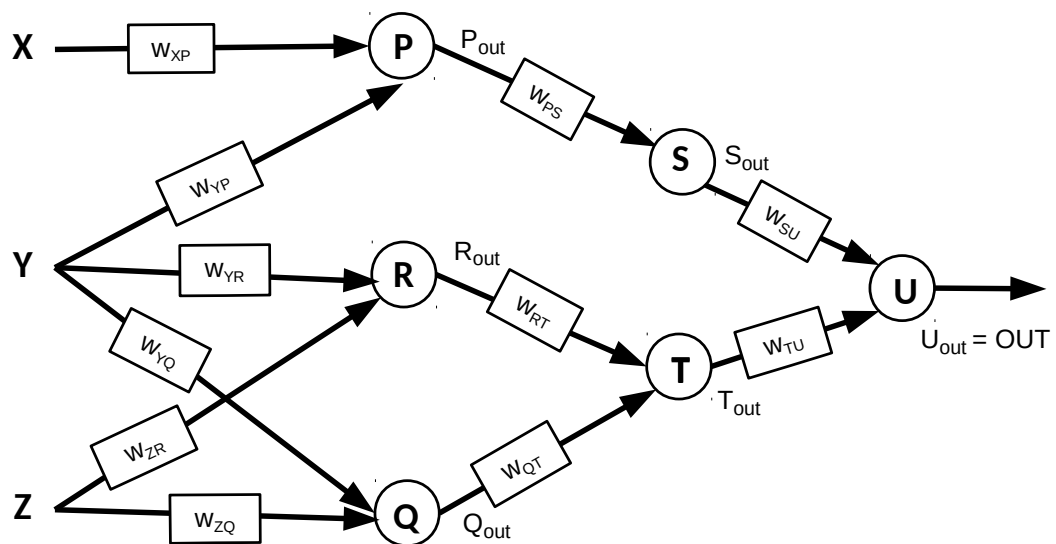 X
w_XP
P
P_out
w_PS
S
S_out
w_SU
w_YP
Y
w_YR
R
R_out
w_RT
U
U_out = OUT
w_YQ
w_TU
T
T_out
w_ZR
w_QT
Z
w_ZQ
Q
Q_out